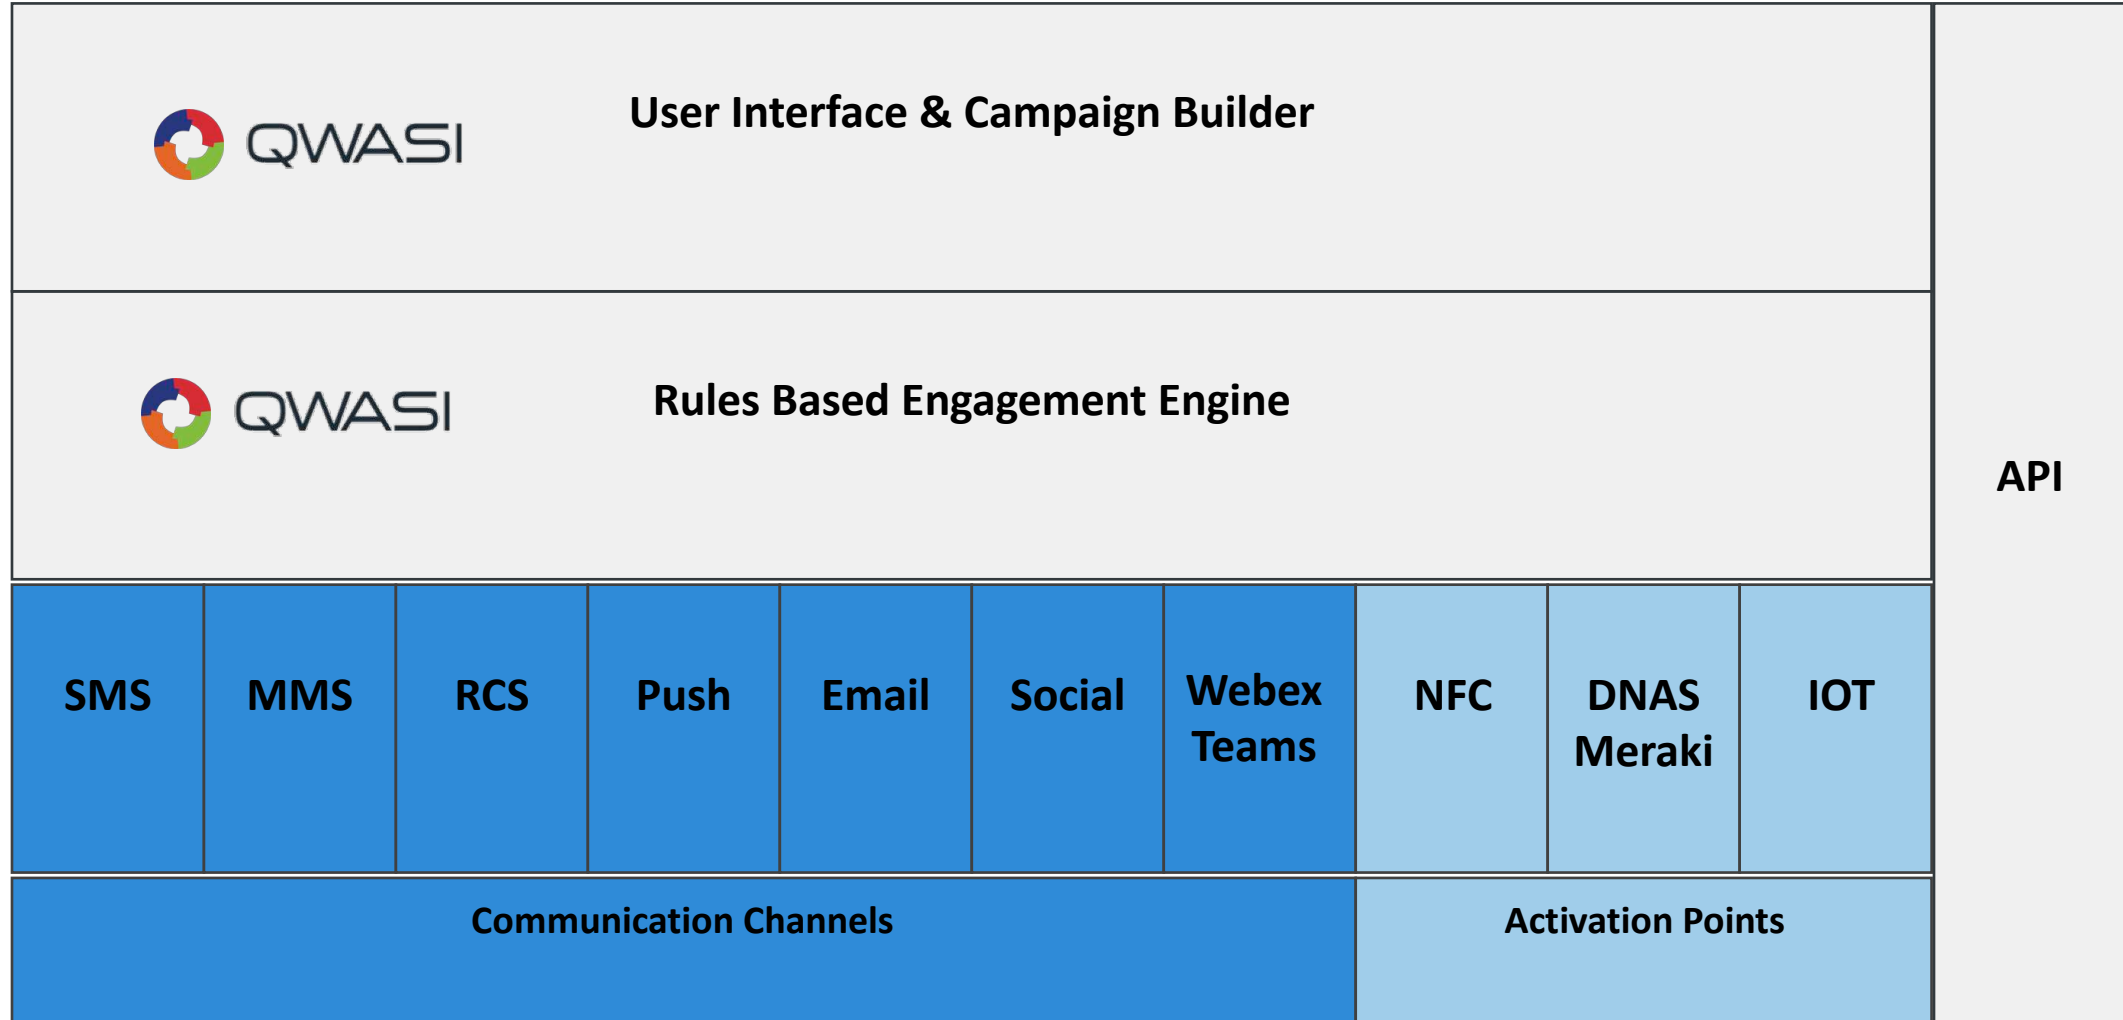 QWASI
User Interface & Campaign Builder
QWASI
Rules Based Engagement Engine
API
SMS
MMS
RCS
Push
Email
Social
Webex
Teams
NFC
DNAS
Meraki
IOT
Communication Channels
Activation Points